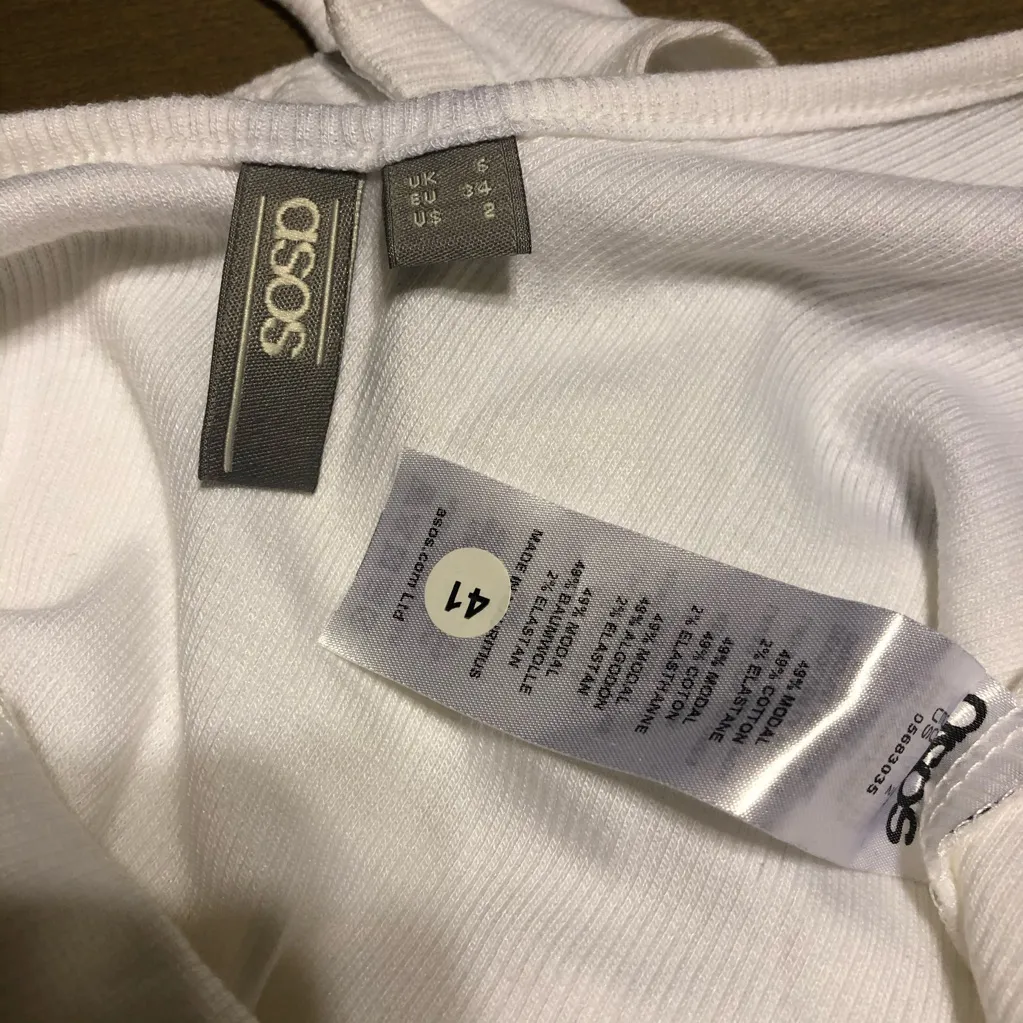 asos
UK 6
EU 34
US 2
asos
05683035
49% MODAL
49% COTTON
2% ELASTANE
49% MODAL
49% COTON
2% ELASTHANNE
49% MODAL
49% ALGODON
2% ELASTAN
49% MODAL
49% BAUMWOLLE
2% ELASTAN
MADE IN
asos.com Ltd
41